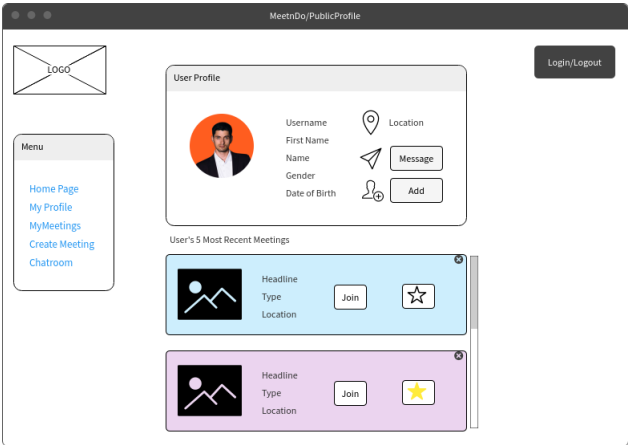 MeetnDo/PublicProfile
LOGO
Login/Logout
Menu
Home Page
My Profile
MyMeetings
Create Meeting
Chatroom
User Profile
Username
First Name
Name
Gender
Date of Birth
Location
Message
Add
User's 5 Most Recent Meetings
Headline
Type
Location
Join
Headline
Type
Location
Join